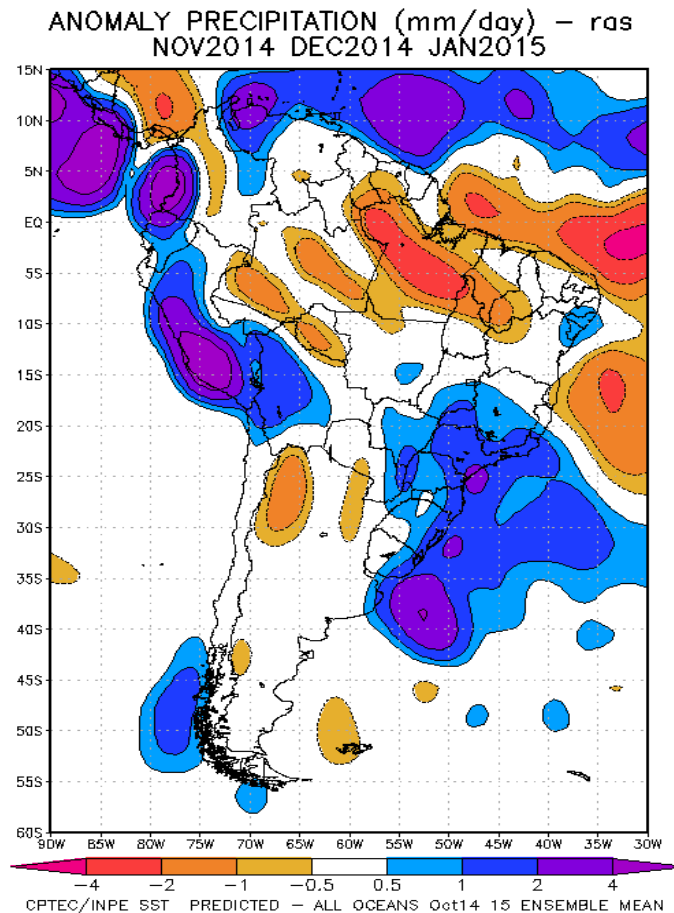 ANOMALY PRECIPITATION (mm/day) – ras
NOV2014 DEC2014 JAN2015
15N
10N
5N
EQ
5S
10S
15S
20S
25S
30S
35S
40S
45S
50S
55S
60S
90W 85W 80W 75W 70W 65W 60W 55W 50W 45W 40W 35W 30W
−4 −2 −1 −0.5 0.5 1 2 4
CPTEC/INPE SST PREDICTED – ALL OCEANS Oct14 15 ENSEMBLE MEAN